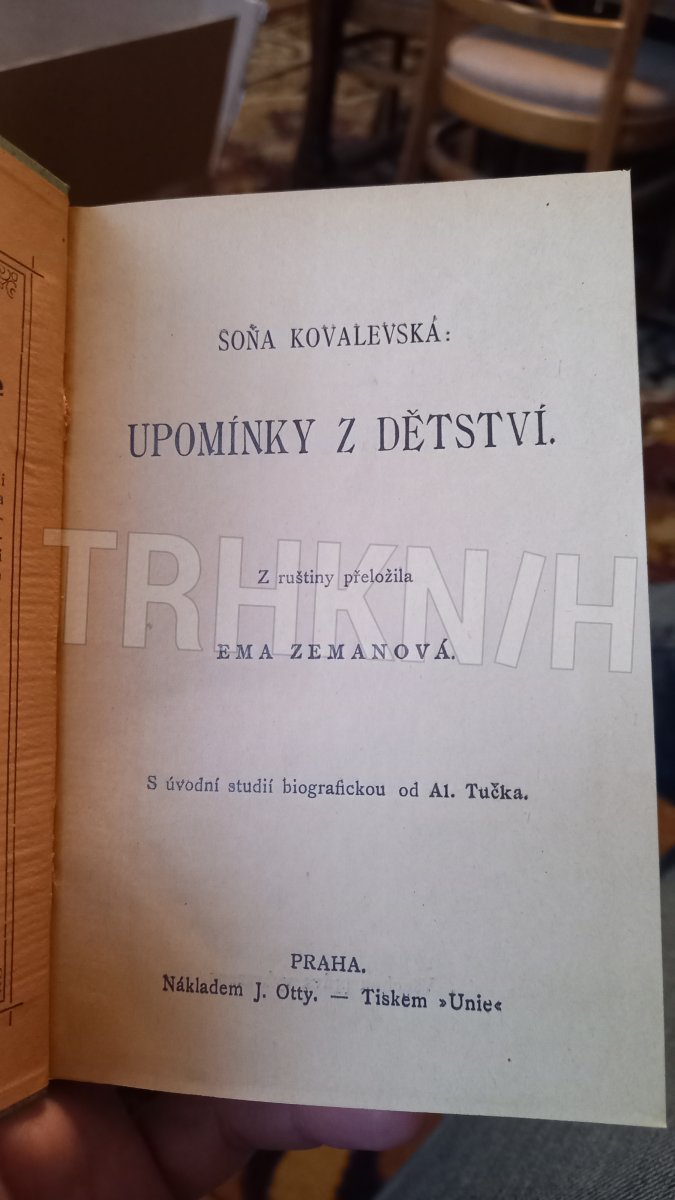 SOŇA KOVALEVSKÁ:
UPOMÍNKY Z DĚTSTVÍ.
Z ruštiny přeložila
EMA ZEMANOVÁ.
S úvodní studií biografickou od Al. Tučka.
PRAHA.
Nákladem J. Otty. — Tiskem »Unie«
TRHKN/H